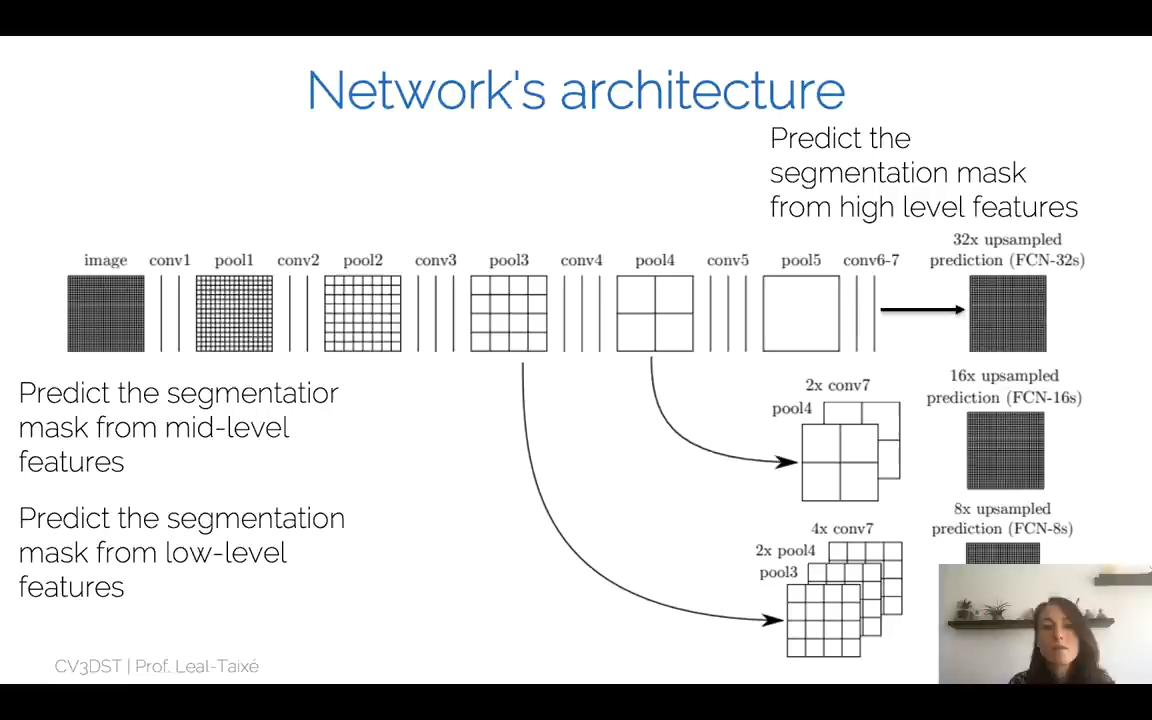 Network's architecture
Predict the
segmentation mask
from high level features
32x upsampled
prediction (FCN-32s)
image conv1 pool1 conv2 pool2 conv3 pool3 conv4 pool4 conv5 pool5 conv6-7
Predict the segmentatior
mask from mid-level
features
2x conv7
pool4
16x upsampled
prediction (FCN-16s)
Predict the segmentation
mask from low-level
features
4x conv7
2x pool4
pool3
8x upsampled
prediction (FCN-8s)
CV3DST | Prof. Leal-Taixé